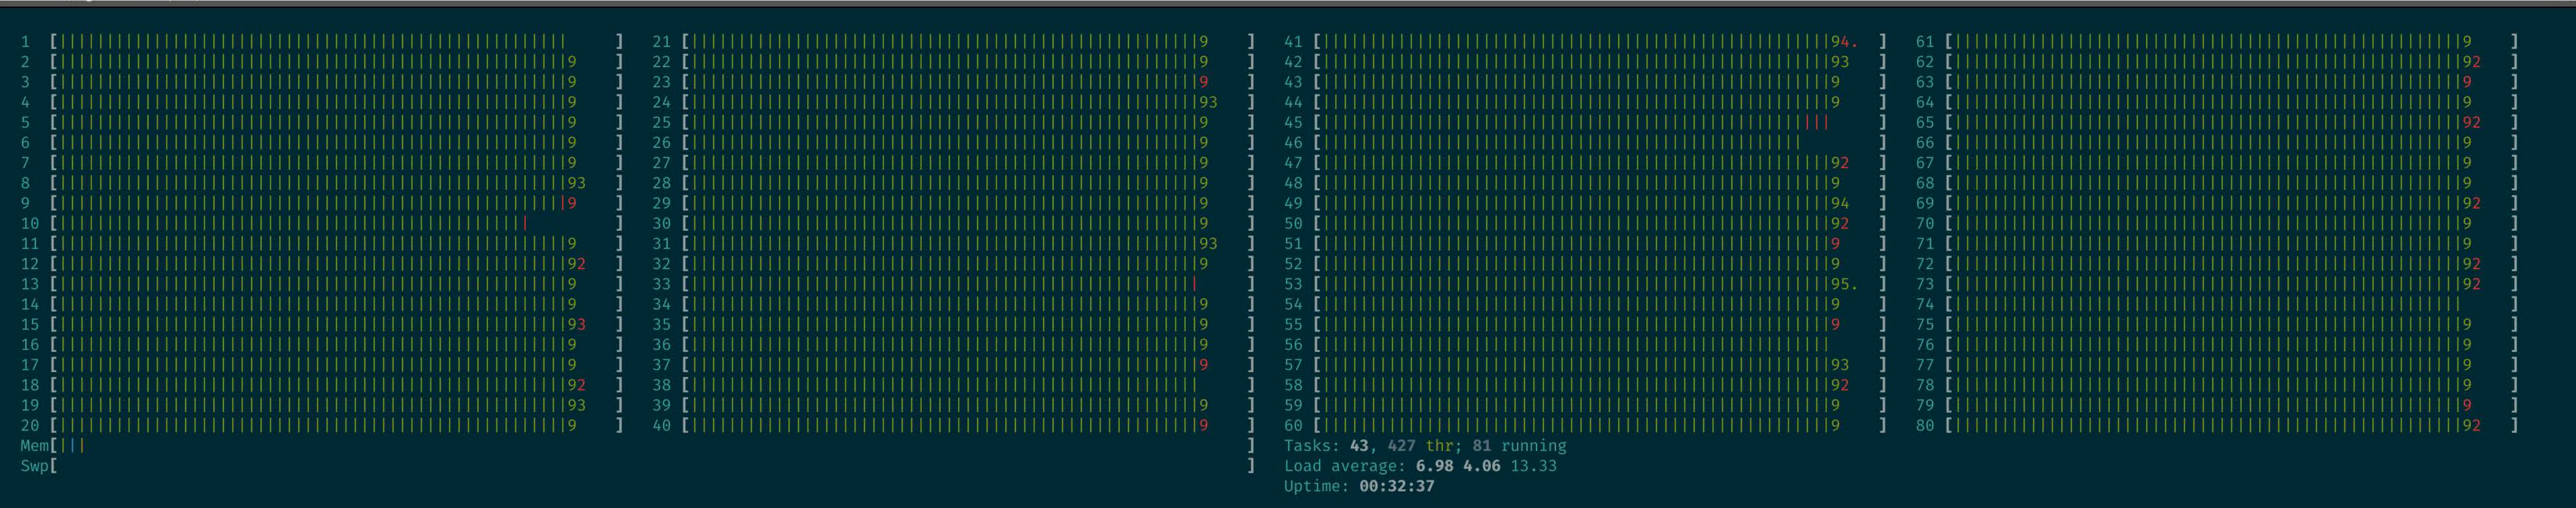 1 [ ] 21 [ 9 ] 41 [ 94. ] 61 [ 9 ]
2 [ 9 ] 22 [ 9 ] 42 [ 93 ] 62 [ 92 ]
3 [ 9 ] 23 [ 9 ] 43 [ 9 ] 63 [ 9 ]
4 [ 9 ] 24 [ 93 ] 44 [ 9 ] 64 [ 9 ]
5 [ 9 ] 25 [ 9 ] 45 [ ] 65 [ 92 ]
6 [ 9 ] 26 [ 9 ] 46 [ ] 66 [ 9 ]
7 [ 9 ] 27 [ 9 ] 47 [ 92 ] 67 [ 9 ]
8 [ 93 ] 28 [ 9 ] 48 [ 9 ] 68 [ 9 ]
9 [ 9 ] 29 [ 9 ] 49 [ 94 ] 69 [ 92 ]
10 [ ] 30 [ 9 ] 50 [ 92 ] 70 [ 9 ]
11 [ 9 ] 31 [ 93 ] 51 [ 9 ] 71 [ 9 ]
12 [ 92 ] 32 [ 9 ] 52 [ 9 ] 72 [ 92 ]
13 [ 9 ] 33 [ ] 53 [ 95. ] 73 [ 92 ]
14 [ 9 ] 34 [ 9 ] 54 [ 9 ] 74 [ ]
15 [ 93 ] 35 [ 9 ] 55 [ 9 ] 75 [ 9 ]
16 [ 9 ] 36 [ 9 ] 56 [ ] 76 [ 9 ]
17 [ 9 ] 37 [ 9 ] 57 [ 93 ] 77 [ 9 ]
18 [ 92 ] 38 [ ] 58 [ 92 ] 78 [ 9 ]
19 [ 93 ] 39 [ 9 ] 59 [ 9 ] 79 [ 9 ]
20 [ 9 ] 40 [ 9 ] 60 [ 9 ] 80 [ 92 ]
Mem[||| ] Tasks: 43, 427 thr; 81 running
Swp[ ] Load average: 6.98 4.06 13.33
Uptime: 00:32:37